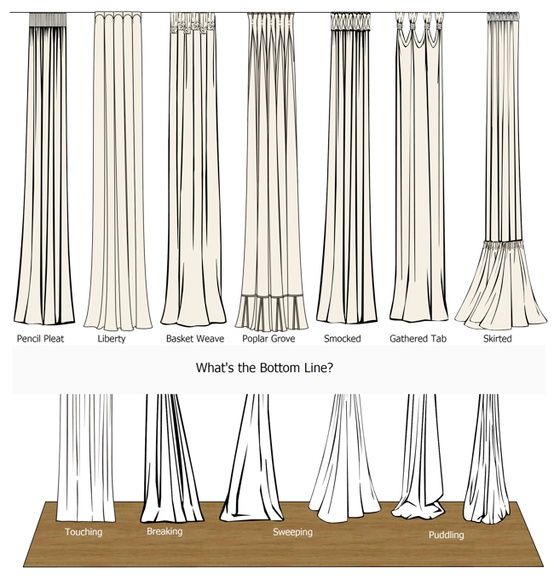 Pencil Pleat Liberty Basket Weave Poplar Grove Smocked Gathered Tab Skirted
What's the Bottom Line?
Touching Breaking Sweeping Puddling